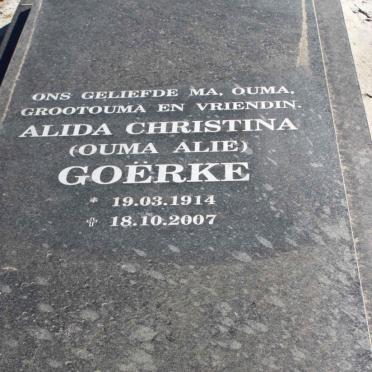 ONS GELIEFDE MA, OUMA,
GROOTOUMA EN VRIENDIN.
ALIDA CHRISTINA
(OUMA ALIE)
GOËRKE
* 19.03.1914
✞ 18.10.2007